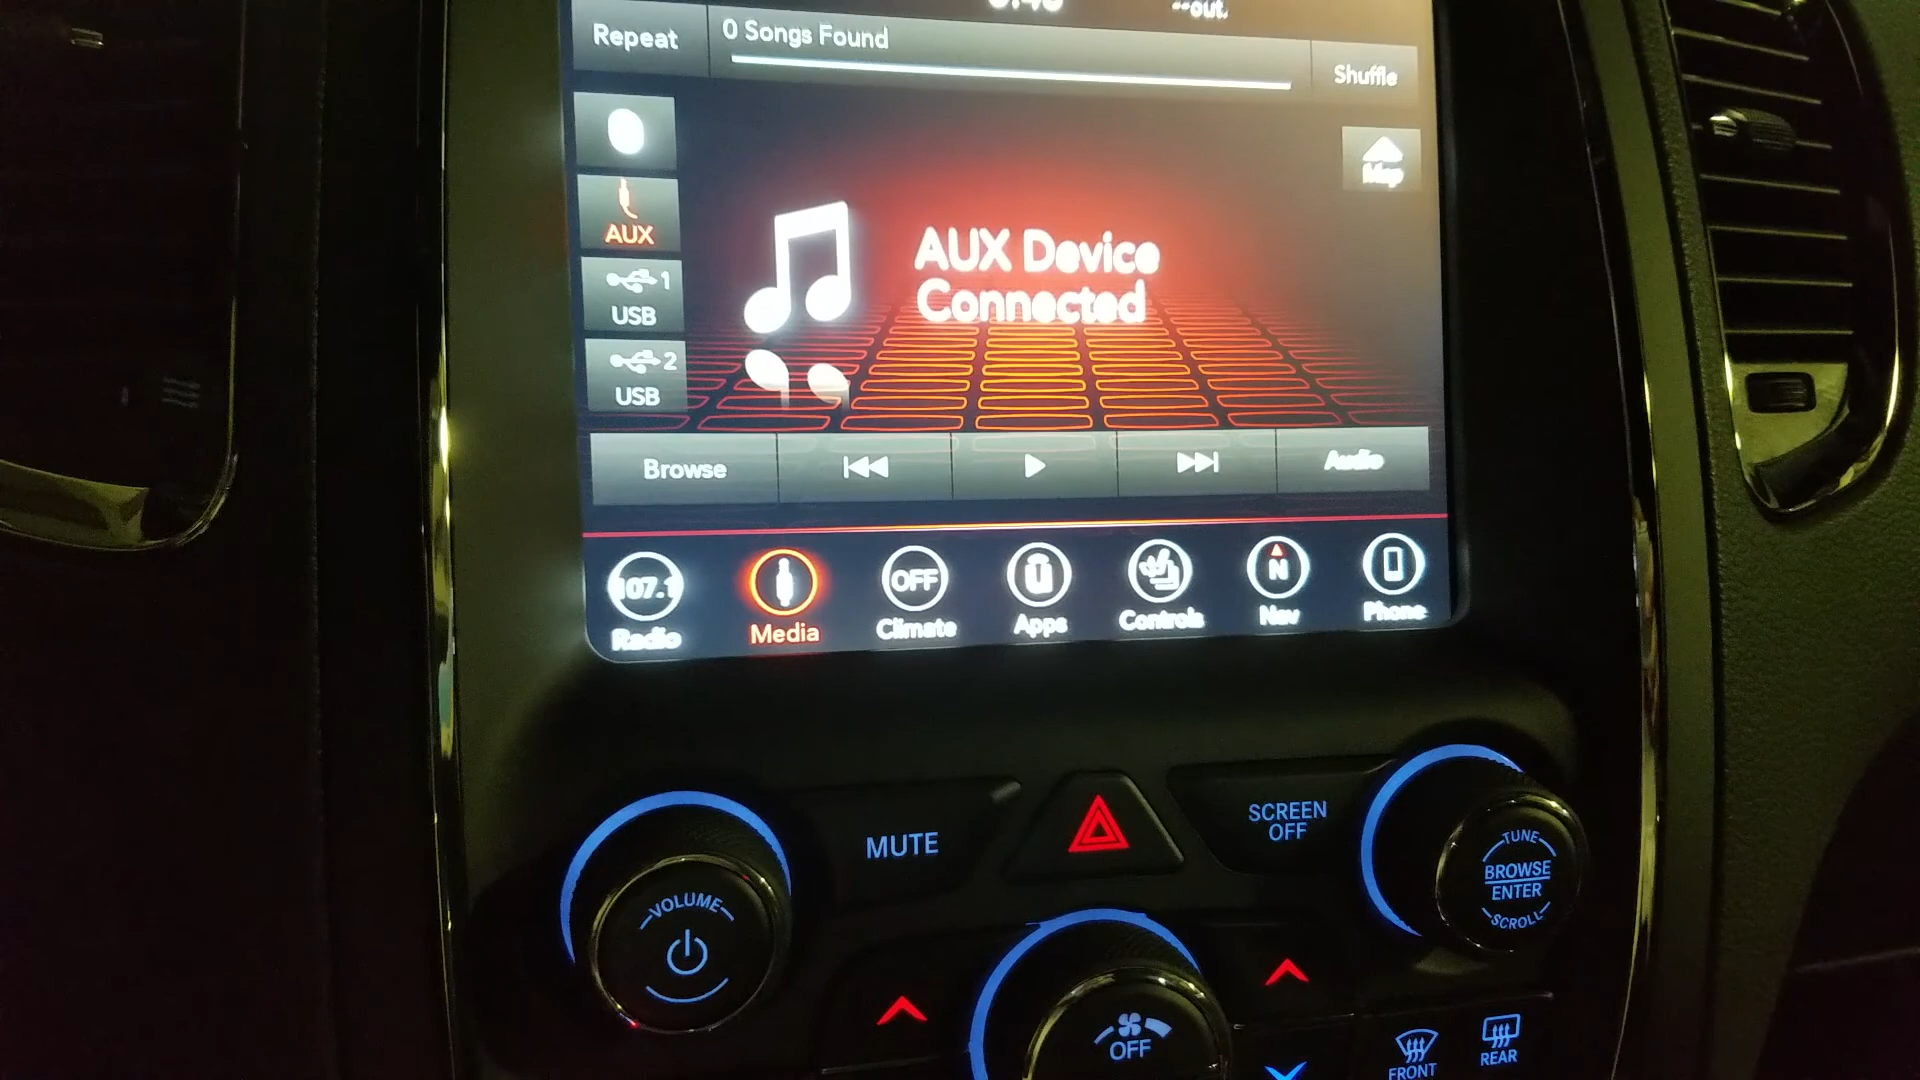 out.
Repeat
0 Songs Found
Shuffle
Map
AUX
AUX Device
Connected
1
USB
2
USB
Browse
Audio
107.1
OFF
N
Radio
Media
Climate
Apps
Controls
Nav
Phone
MUTE
SCREEN
OFF
VOLUME
TUNE
BROWSE
ENTER
SCROLL
OFF
FRONT
REAR